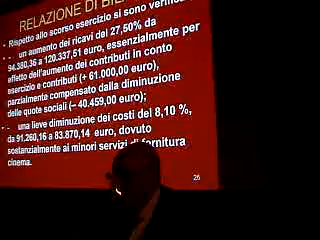 RELAZIONE DI
• Rispetto allo scorso esercizio si sono verifica
• - un aumento dei ricavi del 27,50% da
94.380,36 a 120.337,51 euro, essenzialmente per
effetto dell'aumento dei contributi in conto
esercizio e contributi (+ 61.000,00 euro),
parzialmente compensato dalla diminuzione
delle quote sociali (– 40.459,00 euro);
• - una lieve diminuzione dei costi del 8,10 %,
da 91.260,16 a 83.870,14 euro, dovuto
sostanzialmente ai minori servizi di fornitura
cinema.
26